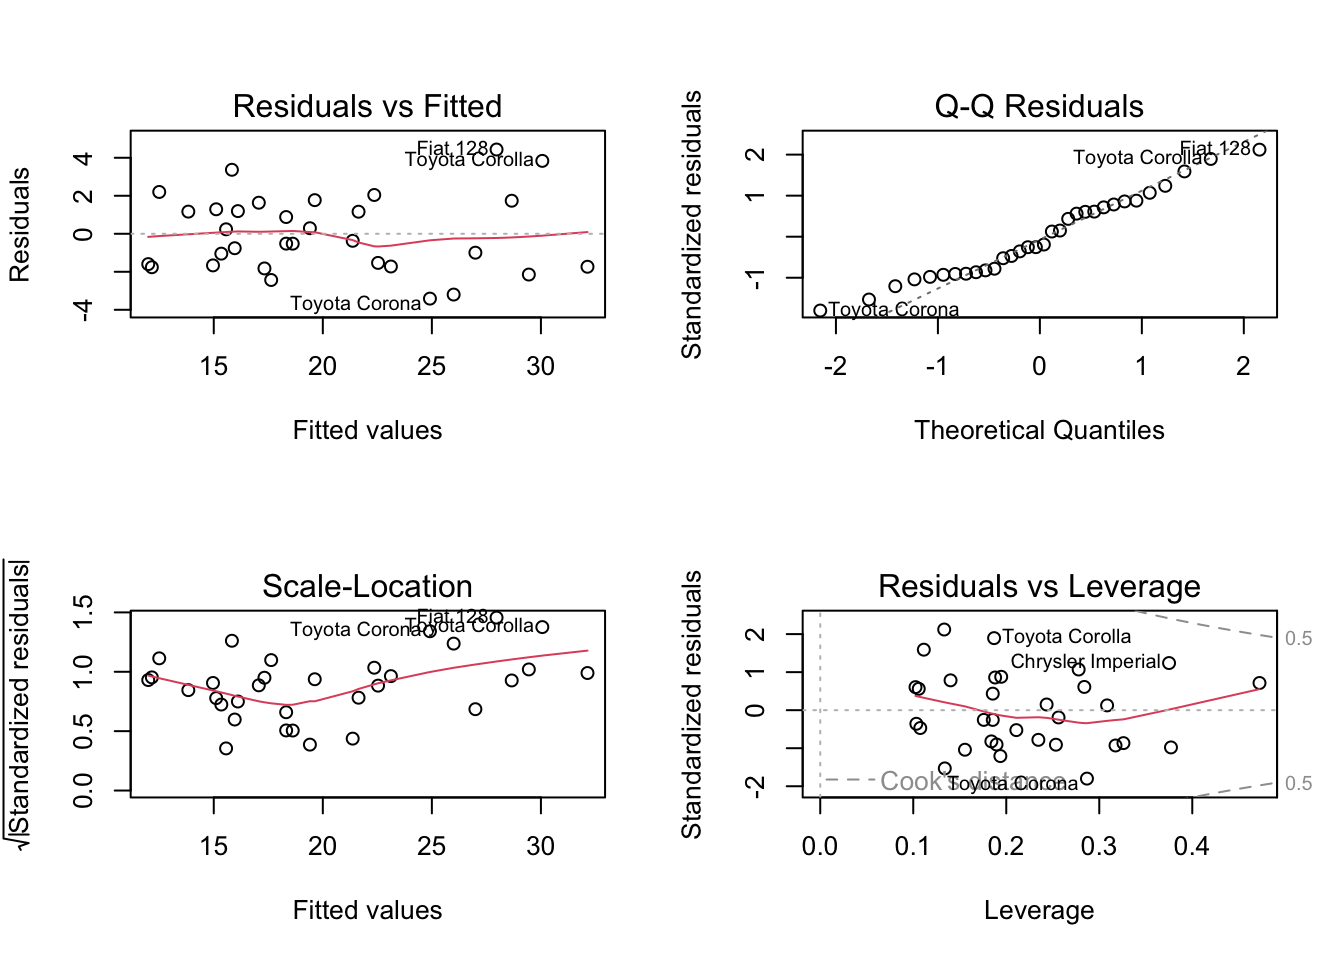 Residuals vs Fitted
Residuals
4
2
0
-4
Fiat 128
Toyota Corolla
Toyota Corona
15 20 25 30
Fitted values
Q-Q Residuals
Standardized residuals
2
1
-1
Fiat 128
Toyota Corolla
Toyota Corona
-2 -1 0 1 2
Theoretical Quantiles
Scale-Location
√|Standardized residuals|
1.5
1.0
0.5
0.0
Fiat 128
Toyota Corona
Toyota Corolla
15 20 25 30
Fitted values
Residuals vs Leverage
Standardized residuals
2
1
0
-2
0.5
Toyota Corolla
Chrysler Imperial
Cook's distance
Toyota Corona
0.5
0.0 0.1 0.2 0.3 0.4
Leverage